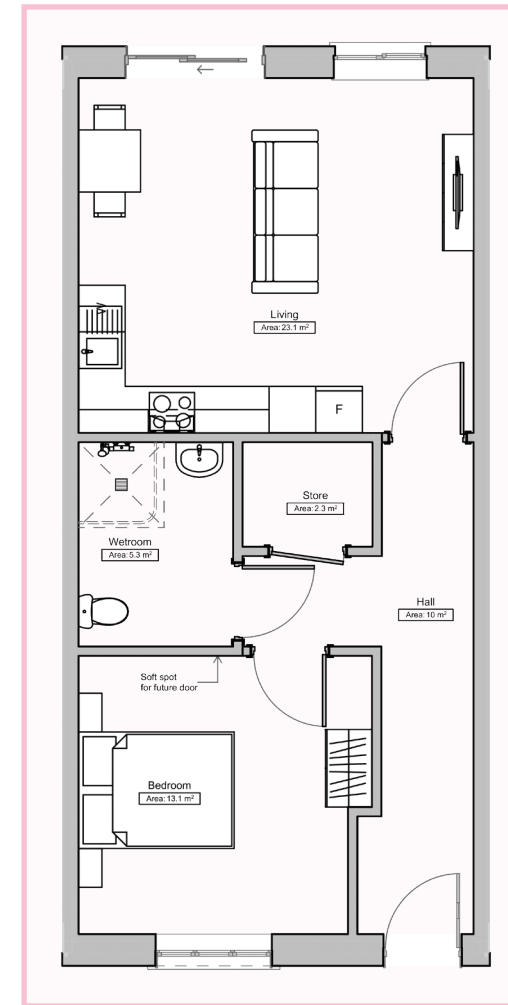 Living
Area: 23.1 m²
F
Store
Area: 2.3 m²
Wetroom
Area: 5.3 m²
Hall
Area: 10 m²
Soft spot
for future door
Bedroom
Area: 13.1 m²